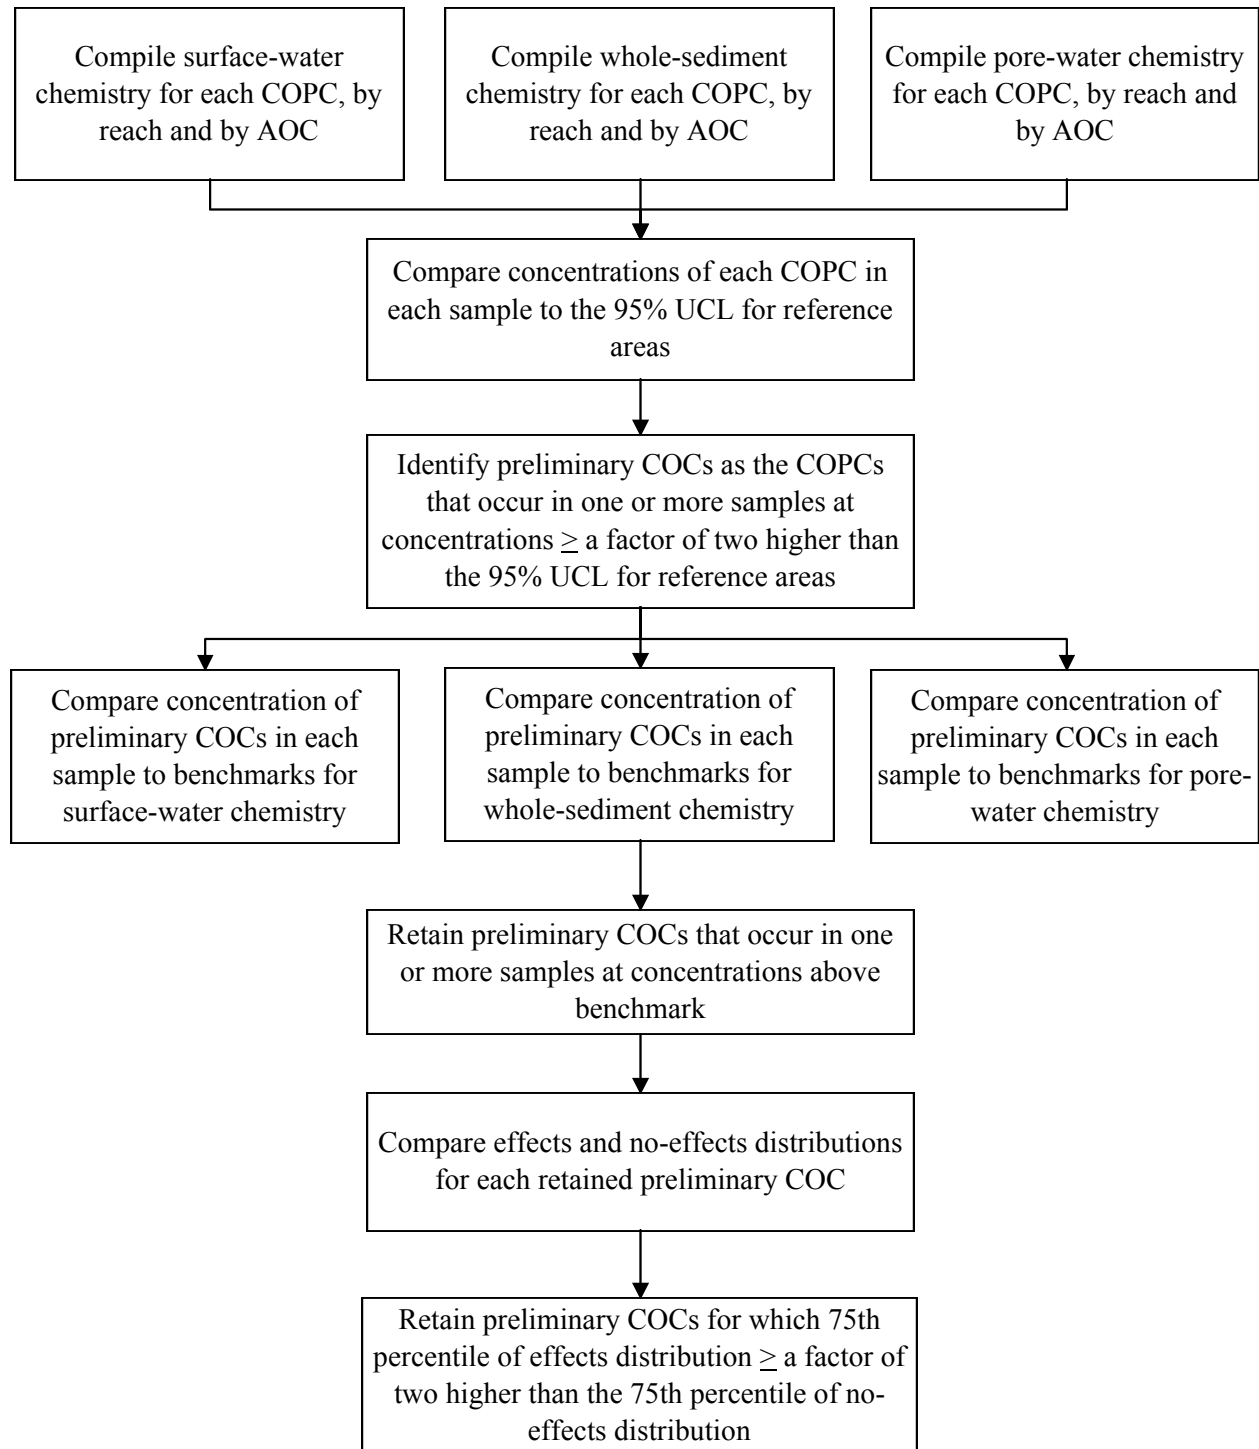 Compile surface-water
chemistry for each COPC, by
reach and by AOC
Compile whole-sediment
chemistry for each COPC, by
reach and by AOC
Compile pore-water chemistry
for each COPC, by reach and
by AOC
Compare concentrations of each COPC in
each sample to the 95% UCL for reference
areas
Identify preliminary COCs as the COPCs
that occur in one or more samples at
concentrations ≥ a factor of two higher than
the 95% UCL for reference areas
Compare concentration of
preliminary COCs in each
sample to benchmarks for
surface-water chemistry
Compare concentration of
preliminary COCs in each
sample to benchmarks for
whole-sediment chemistry
Compare concentration of
preliminary COCs in each
sample to benchmarks for pore-
water chemistry
Retain preliminary COCs that occur in one
or more samples at concentrations above
benchmark
Compare effects and no-effects distributions
for each retained preliminary COC
Retain preliminary COCs for which 75th
percentile of effects distribution ≥ a factor of
two higher than the 75th percentile of no-
effects distribution